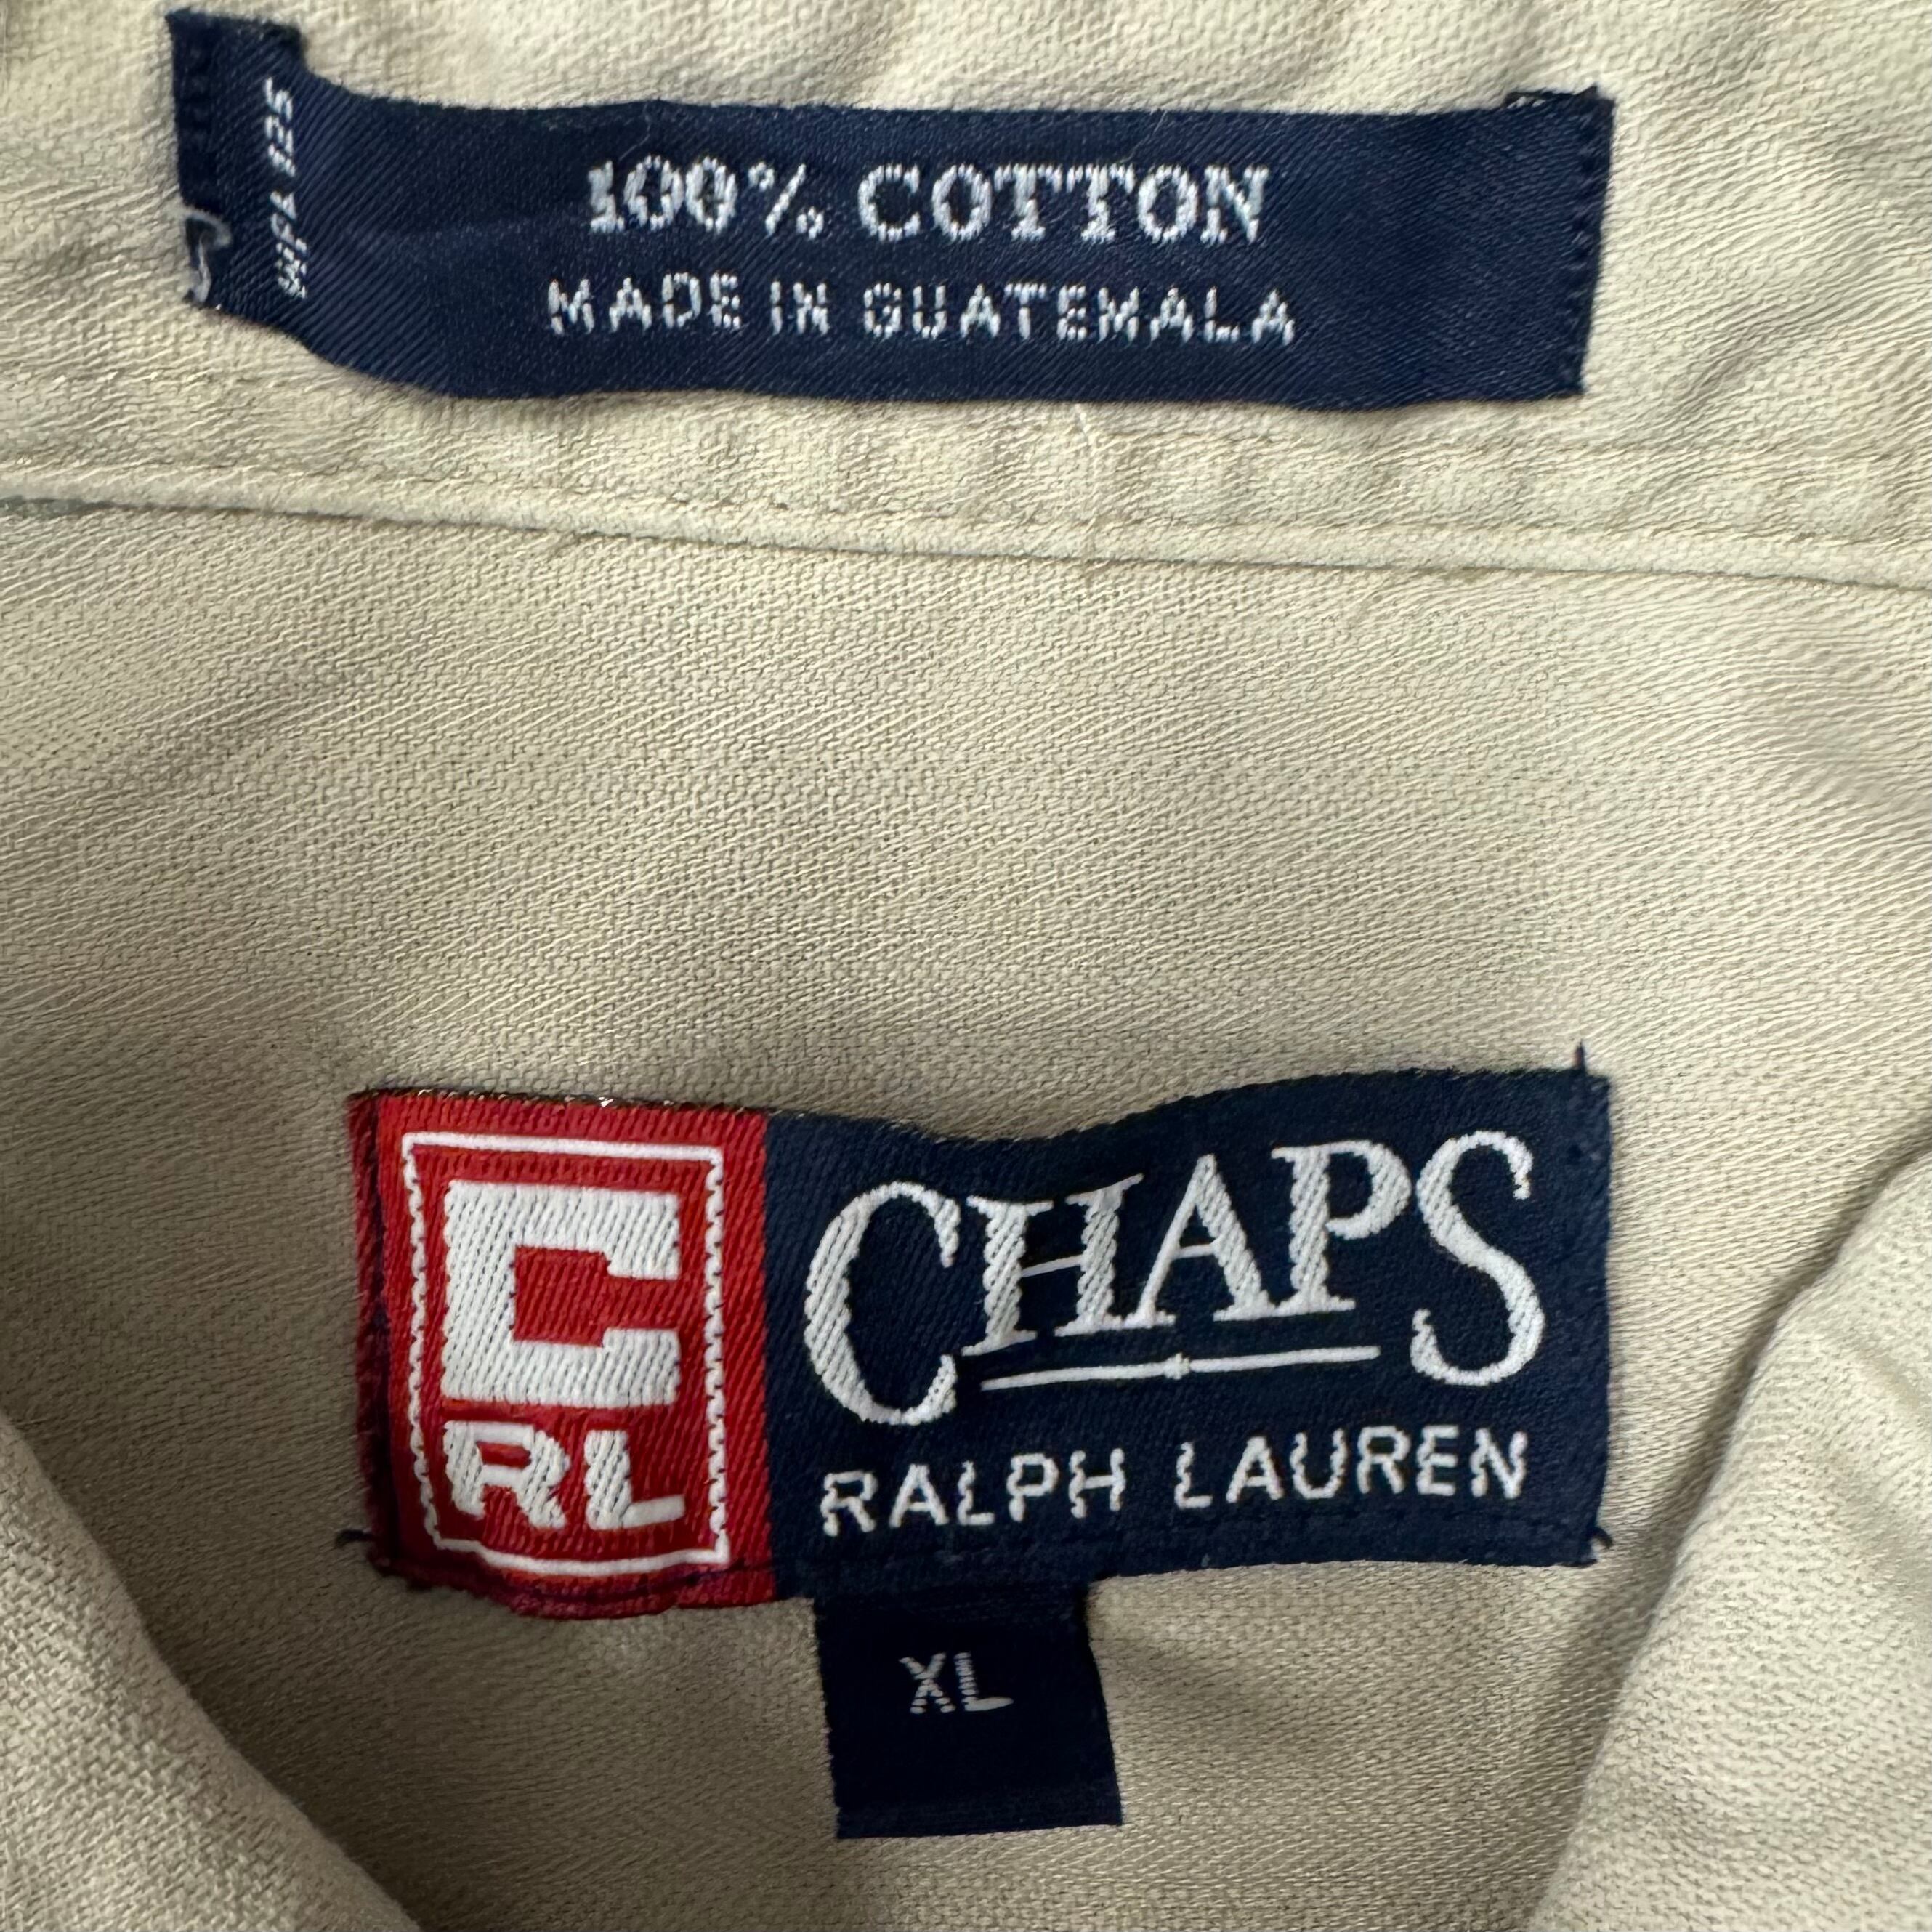 100% COTTON
MADE IN GUATEMALA
C
RL
CHAPS
RALPH LAUREN
XL